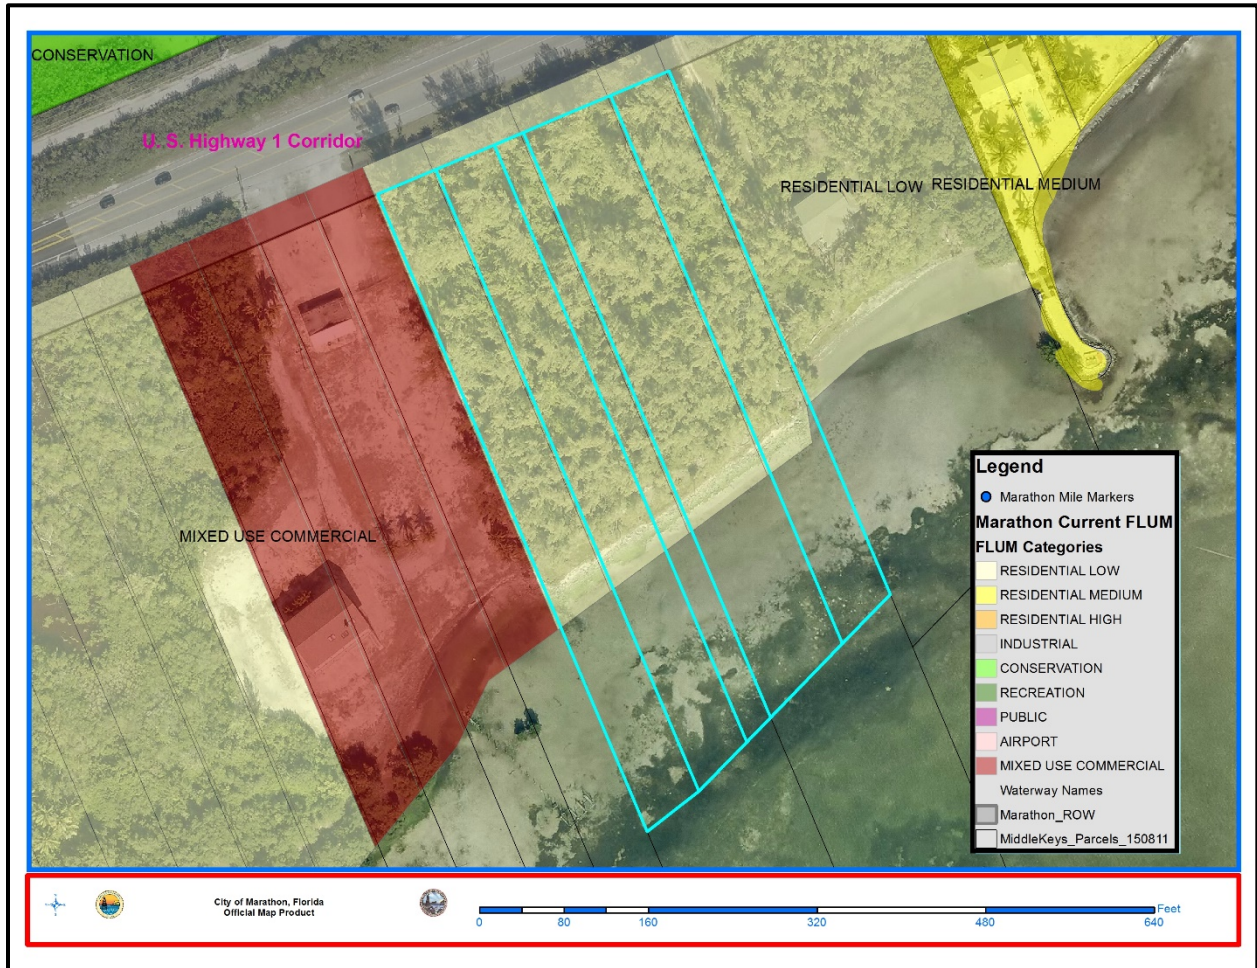 CONSERVATION
U. S. Highway 1 Corridor
RESIDENTIAL LOW
RESIDENTIAL MEDIUM
MIXED USE COMMERCIAL
Legend
Marathon Mile Markers
Marathon Current FLUM
FLUM Categories
RESIDENTIAL LOW
RESIDENTIAL MEDIUM
RESIDENTIAL HIGH
INDUSTRIAL
CONSERVATION
RECREATION
PUBLIC
AIRPORT
MIXED USE COMMERCIAL
Waterway Names
Marathon_ROW
MiddleKeys_Parcels_150811
City of Marathon, Florida
Official Map Product
Feet
0 80 160 320 480 640